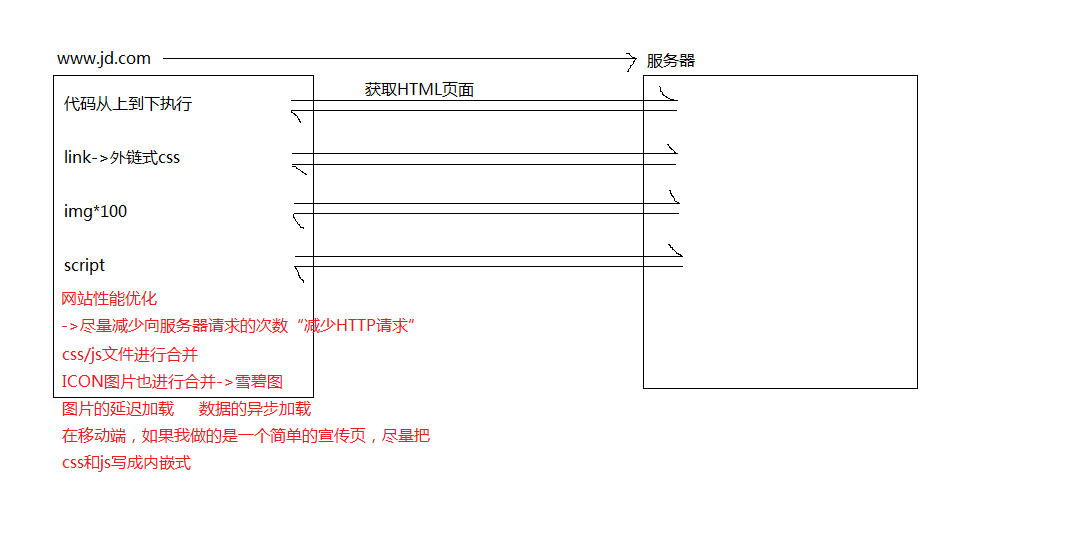 www.jd.com
服务器
获取HTML页面
代码从上到下执行
link->外链式css
img*100
script
网站性能优化
->尽量减少向服务器请求的次数“减少HTTP请求”
css/js文件进行合并
ICON图片也进行合并->雪碧图
图片的延迟加载 数据的异步加载
在移动端，如果我做的是一个简单的宣传页，尽量把
css和js写成内嵌式